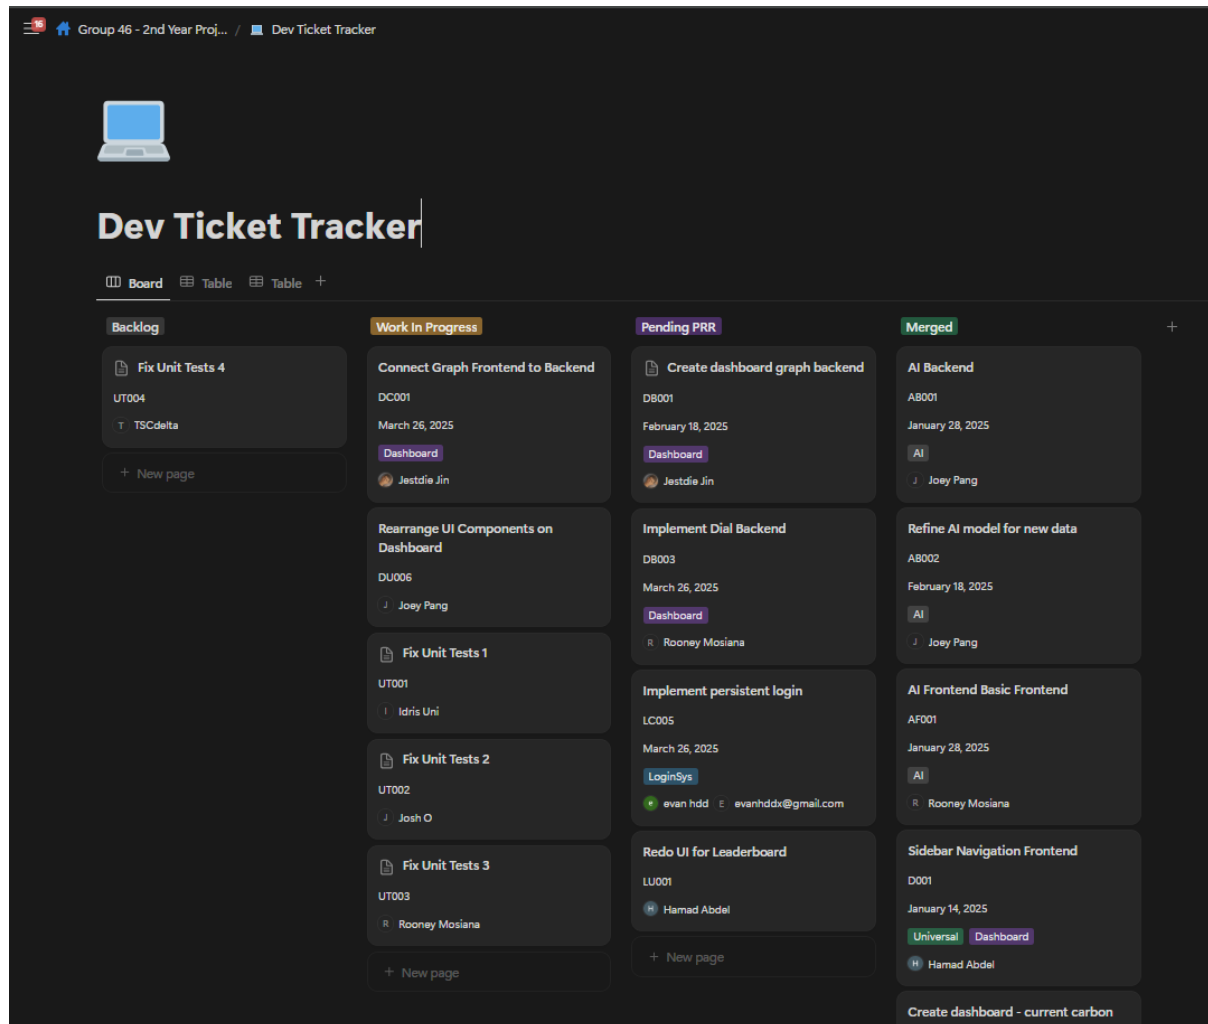 16
Group 46 - 2nd Year Proj... / Dev Ticket Tracker
Dev Ticket Tracker
Board Table Table +
Backlog
Fix Unit Tests 4
UT004
T TSCdelta
+ New page
Work In Progress
Connect Graph Frontend to Backend
DC001
March 26, 2025
Dashboard
Jestdie Jin
Rearrange UI Components on
Dashboard
DU006
J Joey Pang
Fix Unit Tests 1
UT001
I Idris Uni
Fix Unit Tests 2
UT002
J Josh O
Fix Unit Tests 3
UT003
R Rooney Mosiana
+ New page
Pending PRR
Create dashboard graph backend
DB001
February 18, 2025
Dashboard
Jestdie Jin
Implement Dial Backend
DB003
March 26, 2025
Dashboard
R Rooney Mosiana
Implement persistent login
LC005
March 26, 2025
LoginSys
e evan hdd E evanhddx@gmail.com
Redo UI for Leaderboard
LU001
H Hamad Abdel
+ New page
Merged
+
AI Backend
AB001
January 28, 2025
AI
J Joey Pang
Refine AI model for new data
AB002
February 18, 2025
AI
J Joey Pang
AI Frontend Basic Frontend
AF001
January 28, 2025
AI
R Rooney Mosiana
Sidebar Navigation Frontend
D001
January 14, 2025
Universal Dashboard
H Hamad Abdel
Create dashboard - current carbon